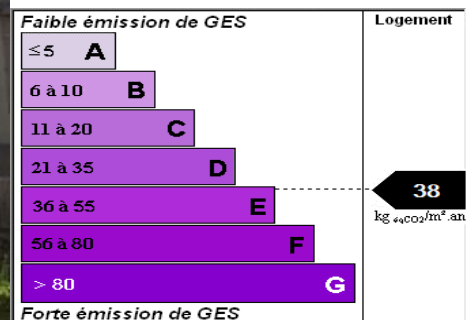 Faible émission de GES
Logement
≤5 A
6 à 10 B
11 à 20 C
21 à 35 D
36 à 55 E
38
kg éqCO2/m².an
56 à 80 F
> 80 G
Forte émission de GES